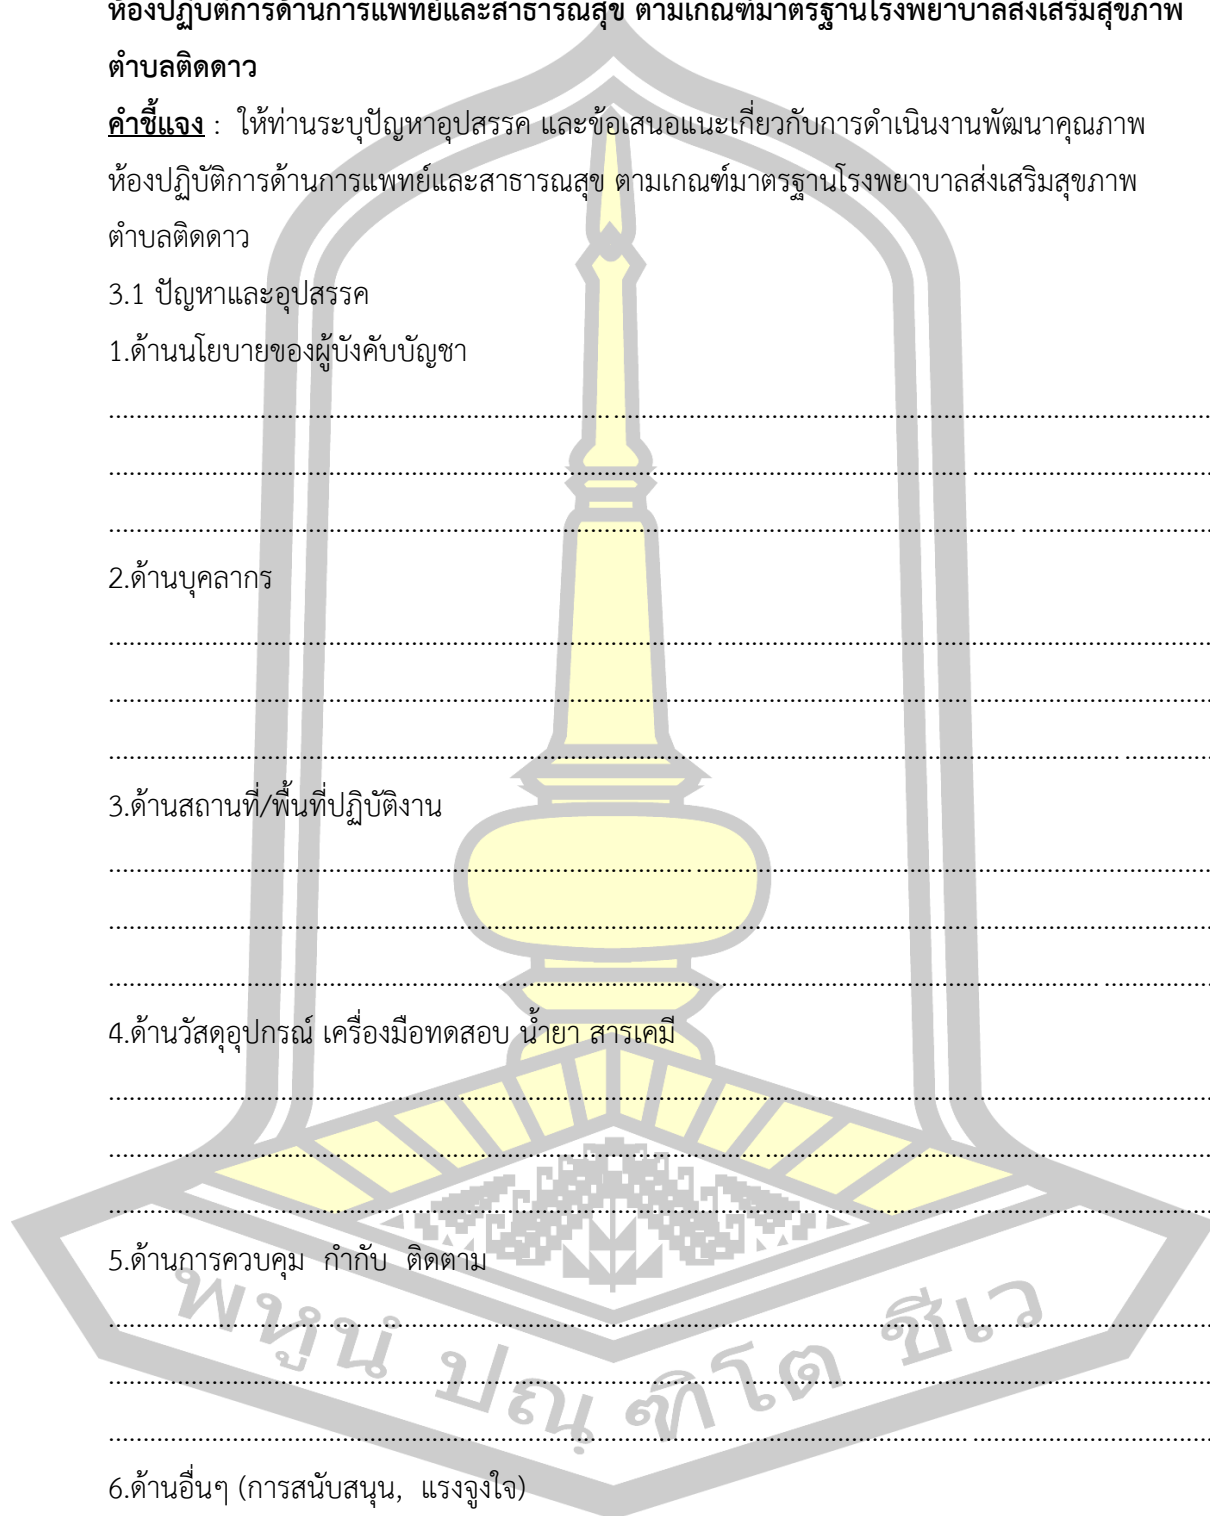 ห้องปฏิบัติการด้านการแพทย์และสาธารณสุข ตามเกณฑ์มาตรฐานโรงพยาบาลส่งเสริมสุขภาพ
ตำบลติดดาว
คำชี้แจง : ให้ท่านระบุปัญหาอุปสรรค และข้อเสนอแนะเกี่ยวกับการดำเนินงานพัฒนาคุณภาพ
ห้องปฏิบัติการด้านการแพทย์และสาธารณสุข ตามเกณฑ์มาตรฐานโรงพยาบาลส่งเสริมสุขภาพ
ตำบลติดดาว
3.1 ปัญหาและอุปสรรค
1.ด้านนโยบายของผู้บังคับบัญชา
2.ด้านบุคลากร
3.ด้านสถานที่/พื้นที่ปฏิบัติงาน
4.ด้านวัสดุอุปกรณ์ เครื่องมือทดสอบ น้ำยา สารเคมี
5.ด้านการควบคุม กำกับ ติดตาม
พหูนํ ปณฺฑิโต ชีเว
6.ด้านอื่นๆ (การสนับสนุน, แรงจูงใจ)